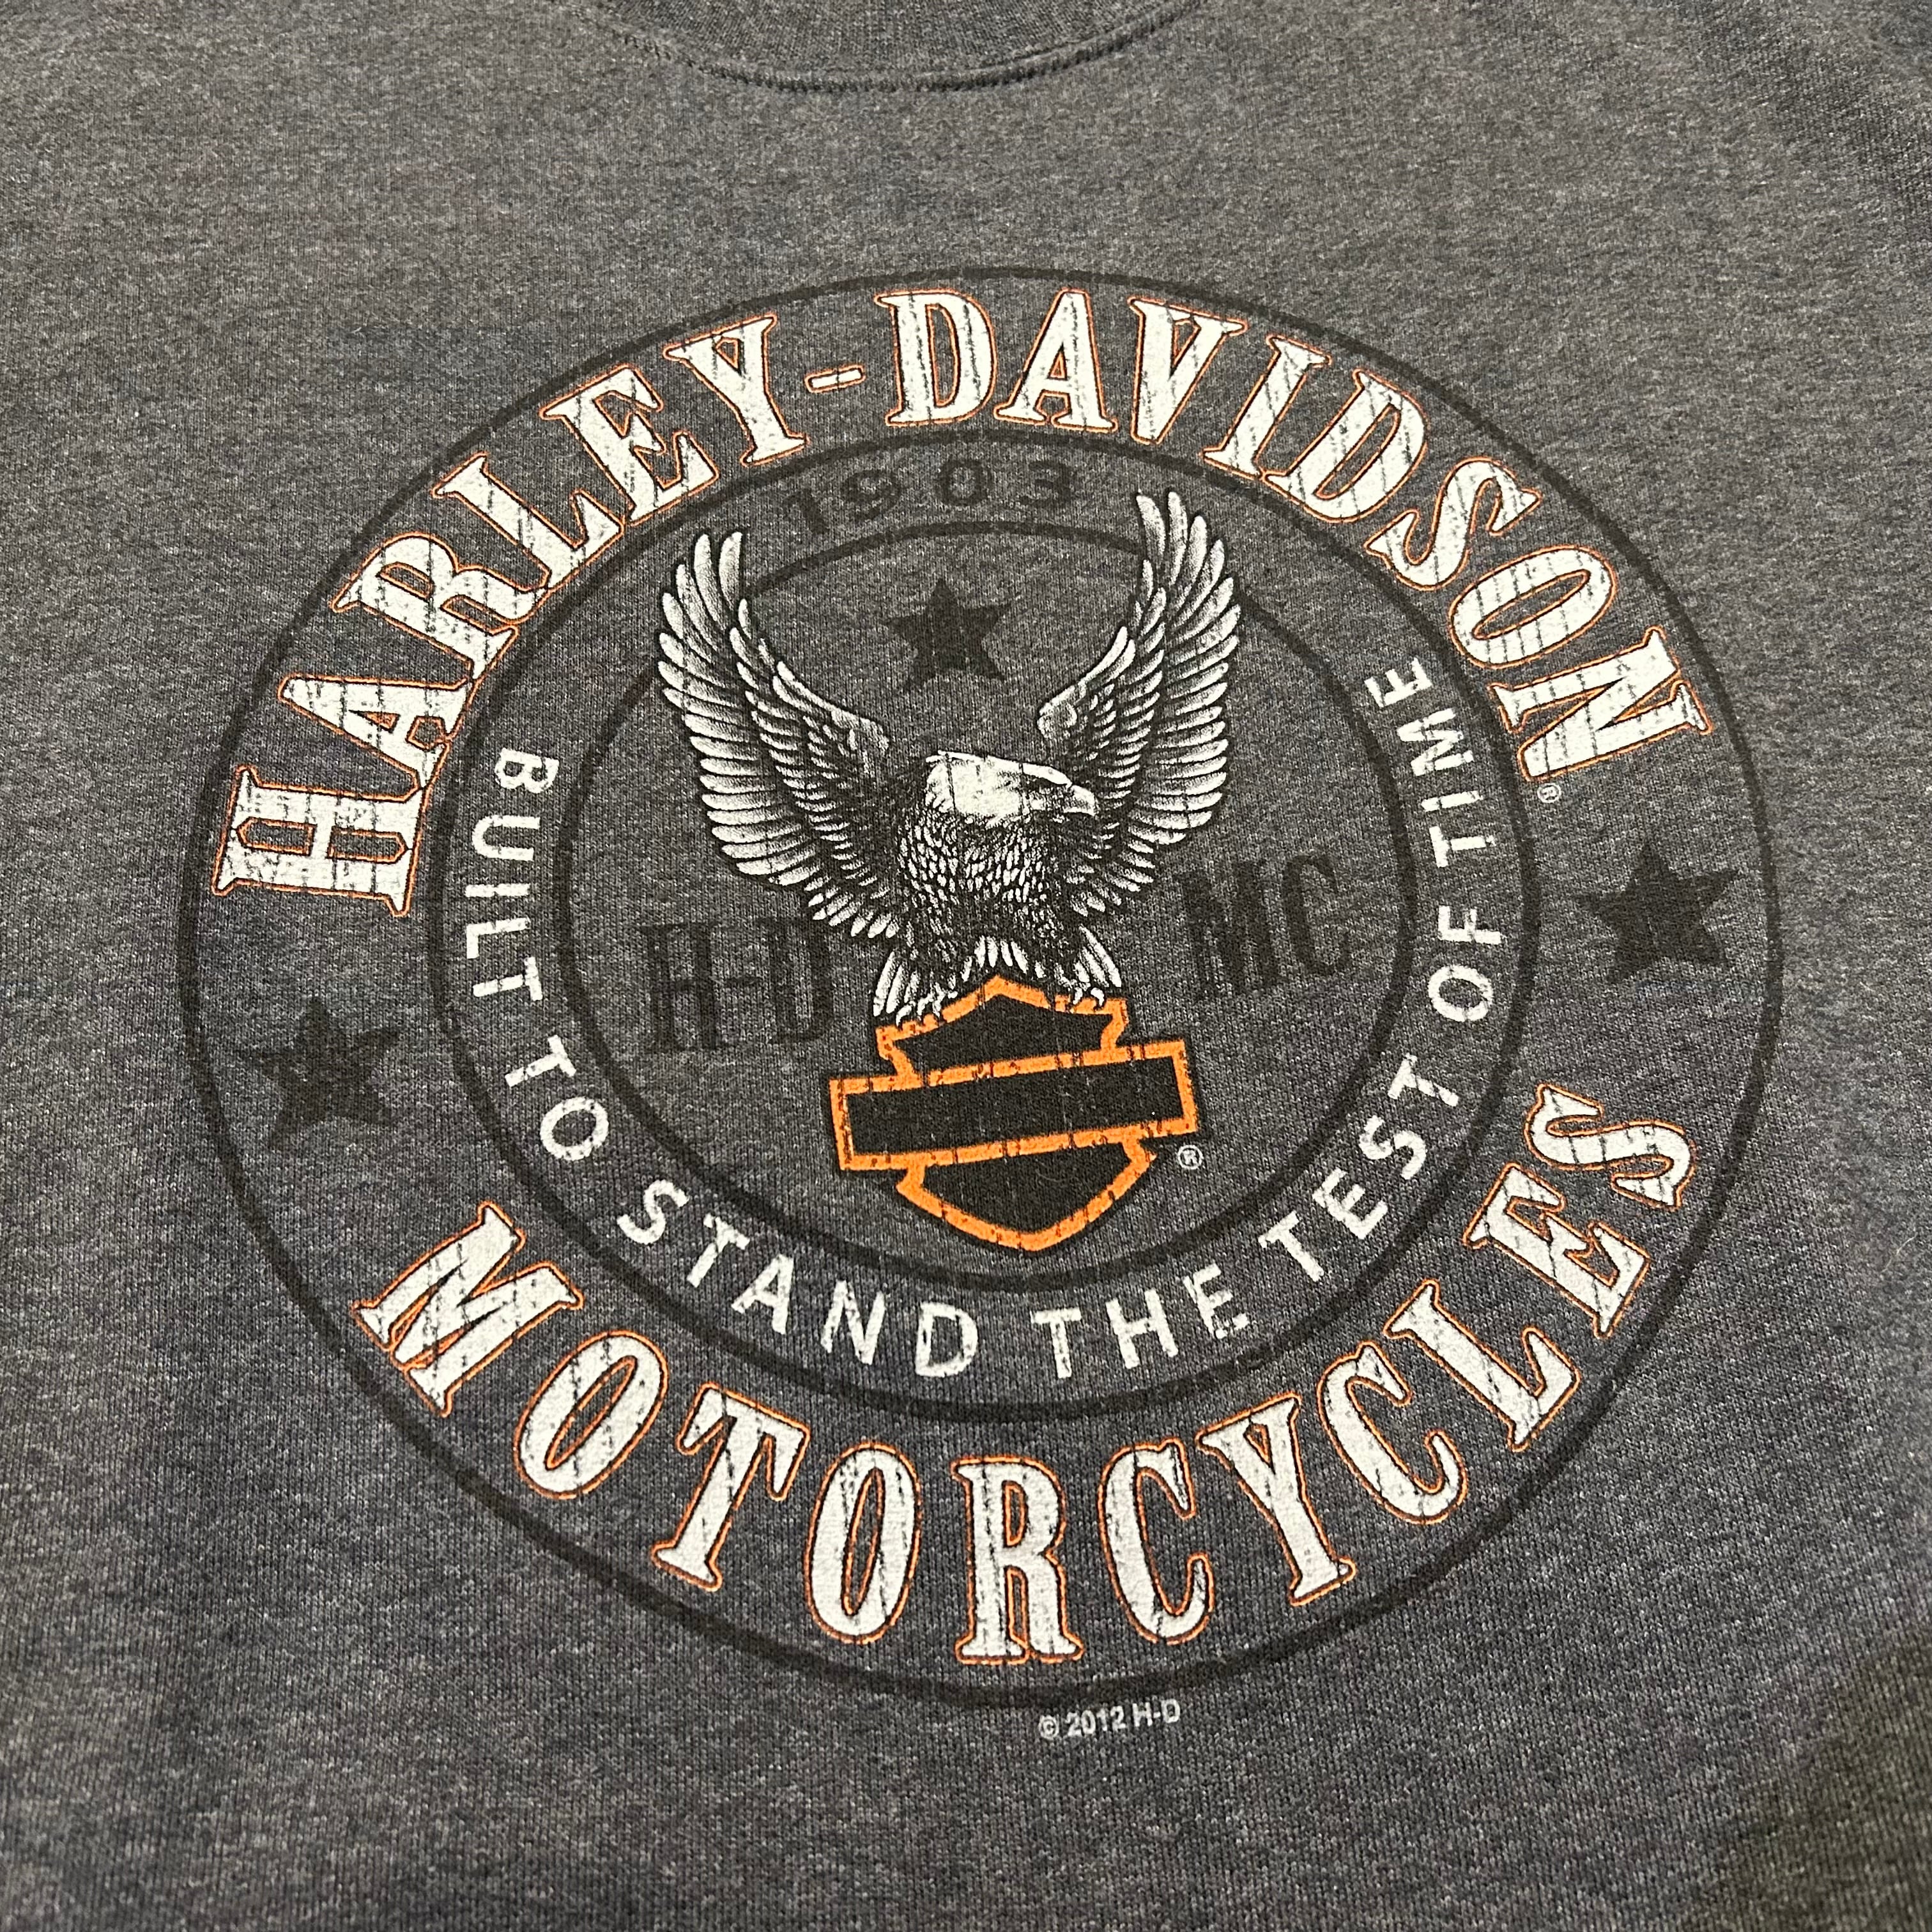 HARLEY-DAVIDSON®
1903
H-D MC
BUILT TO STAND THE TEST OF TIME
®
MOTORCYCLES
© 2012 H-D